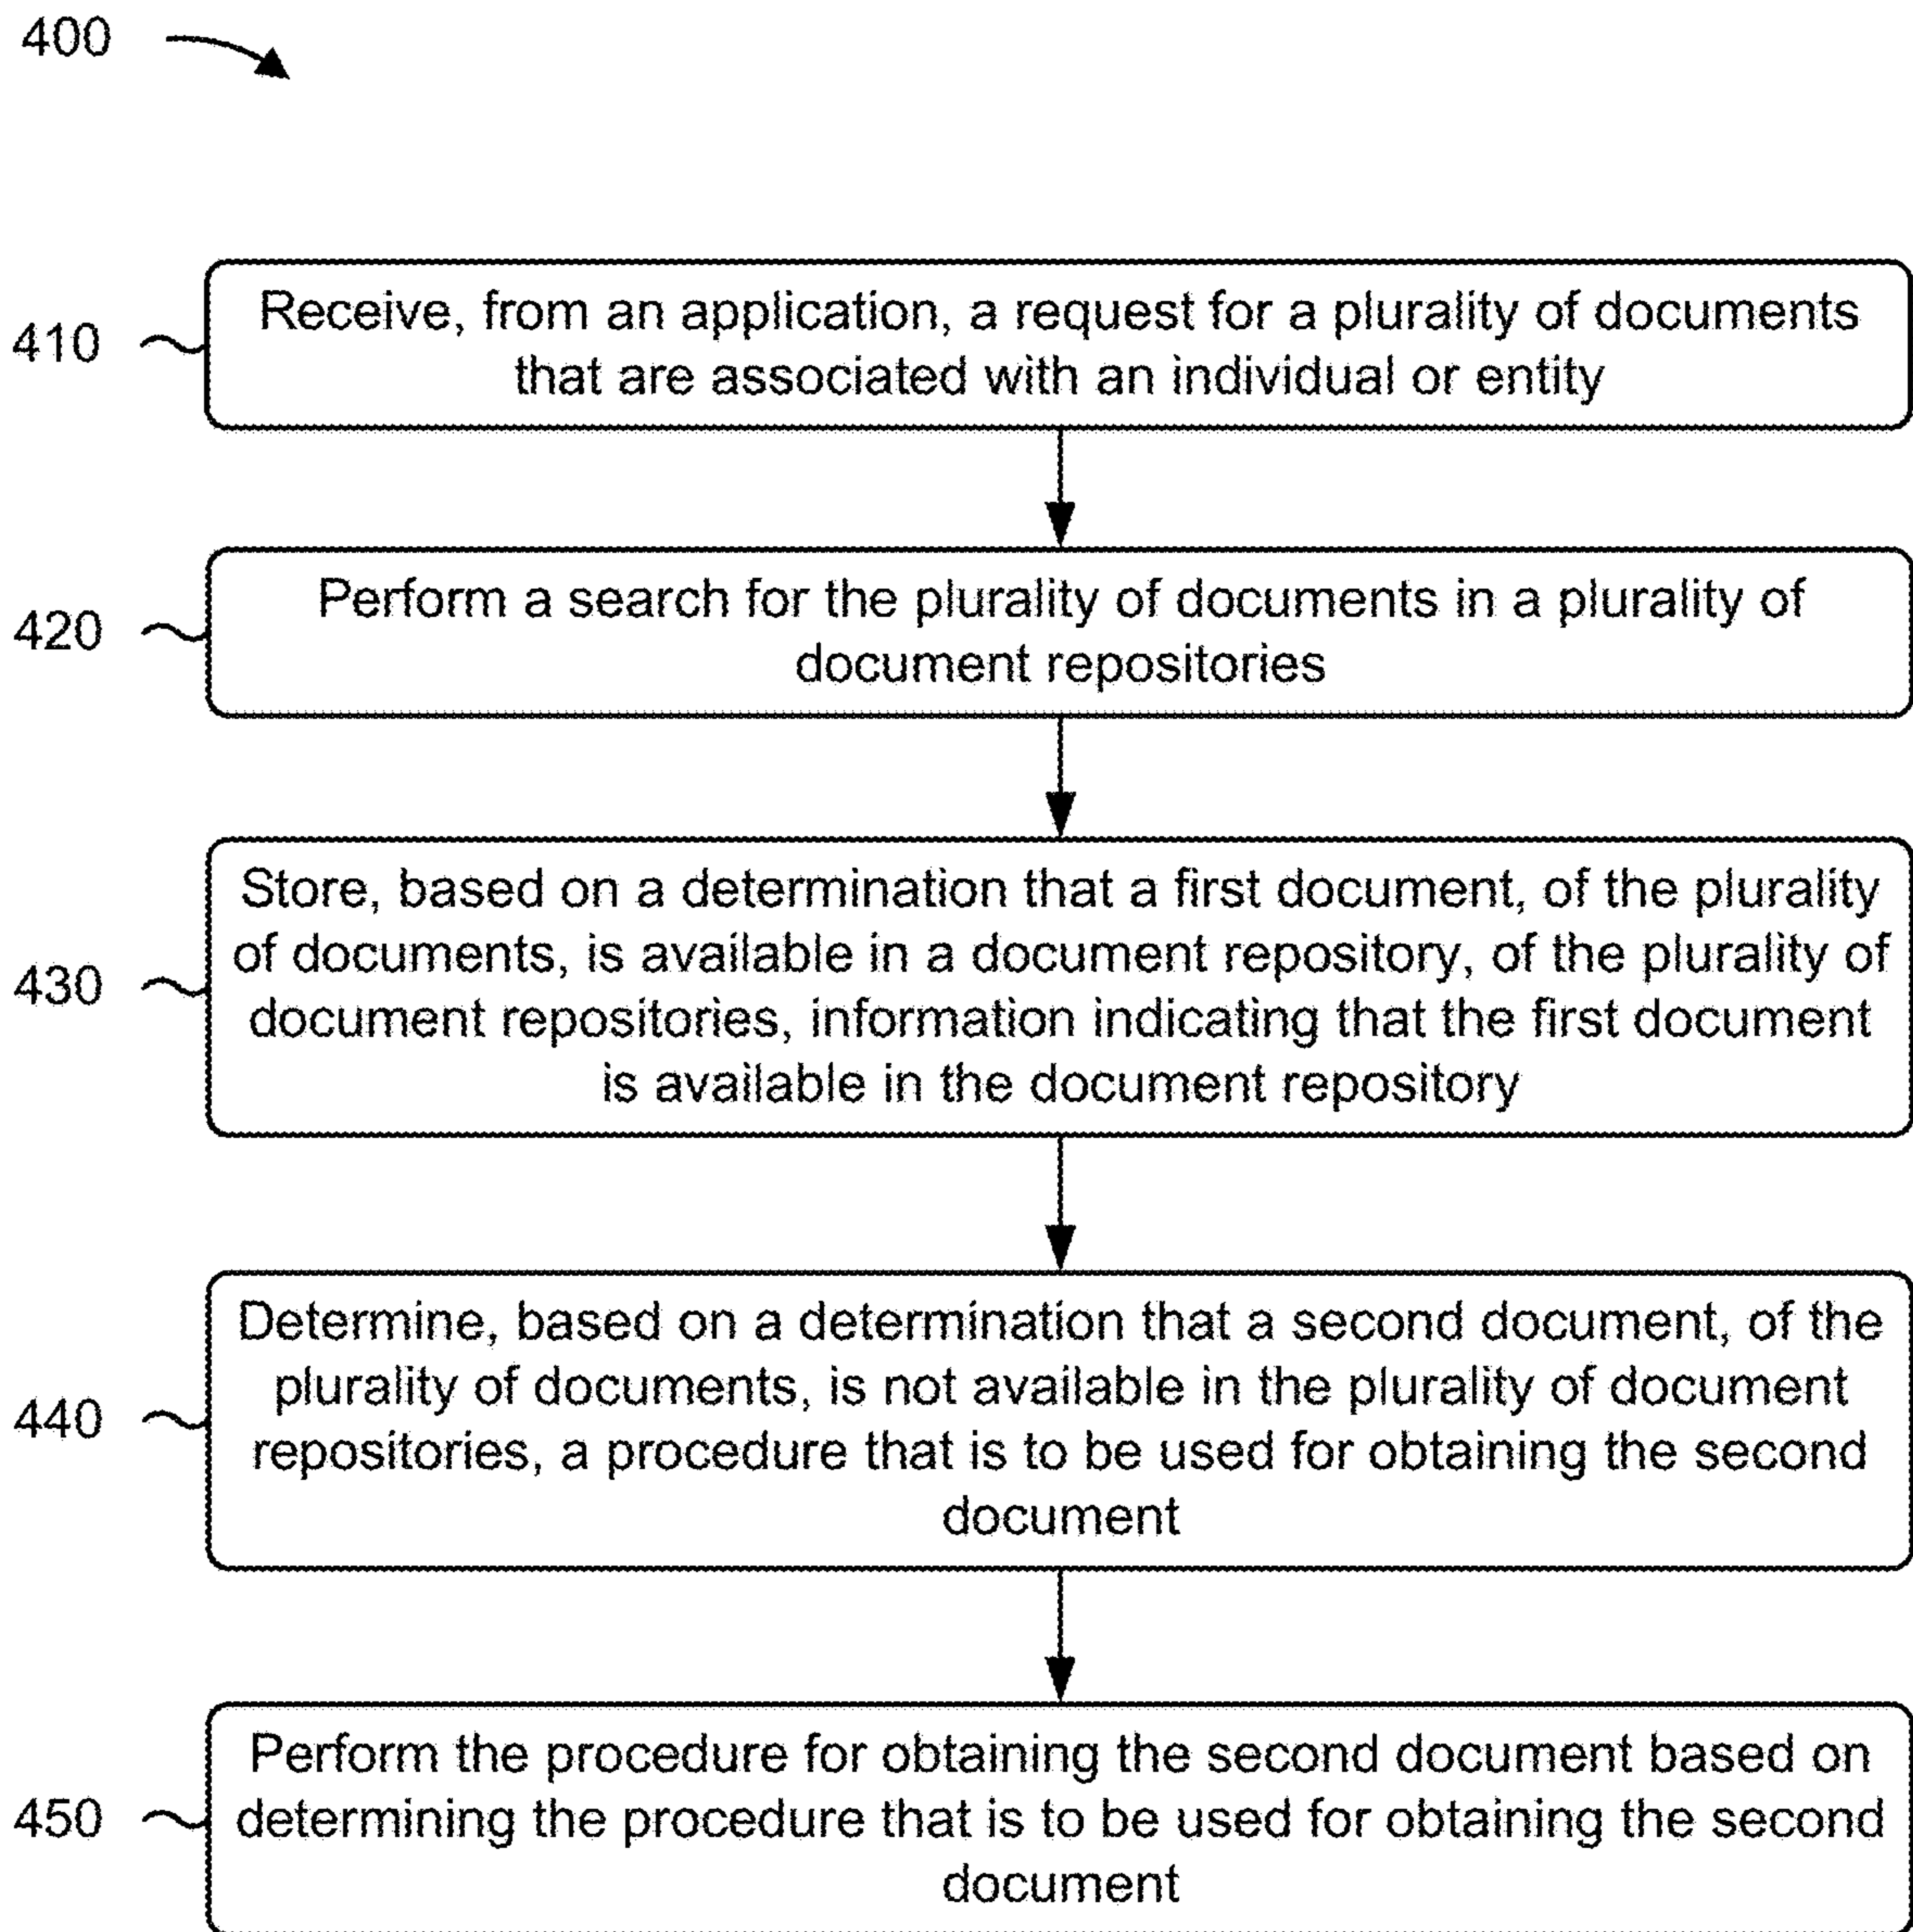 400
410
Receive, from an application, a request for a plurality of documents
that are associated with an individual or entity
420
Perform a search for the plurality of documents in a plurality of
document repositories
430
Store, based on a determination that a first document, of the plurality
of documents, is available in a document repository, of the plurality of
document repositories, information indicating that the first document
is available in the document repository
440
Determine, based on a determination that a second document, of the
plurality of documents, is not available in the plurality of document
repositories, a procedure that is to be used for obtaining the second
document
450
Perform the procedure for obtaining the second document based on
determining the procedure that is to be used for obtaining the second
document